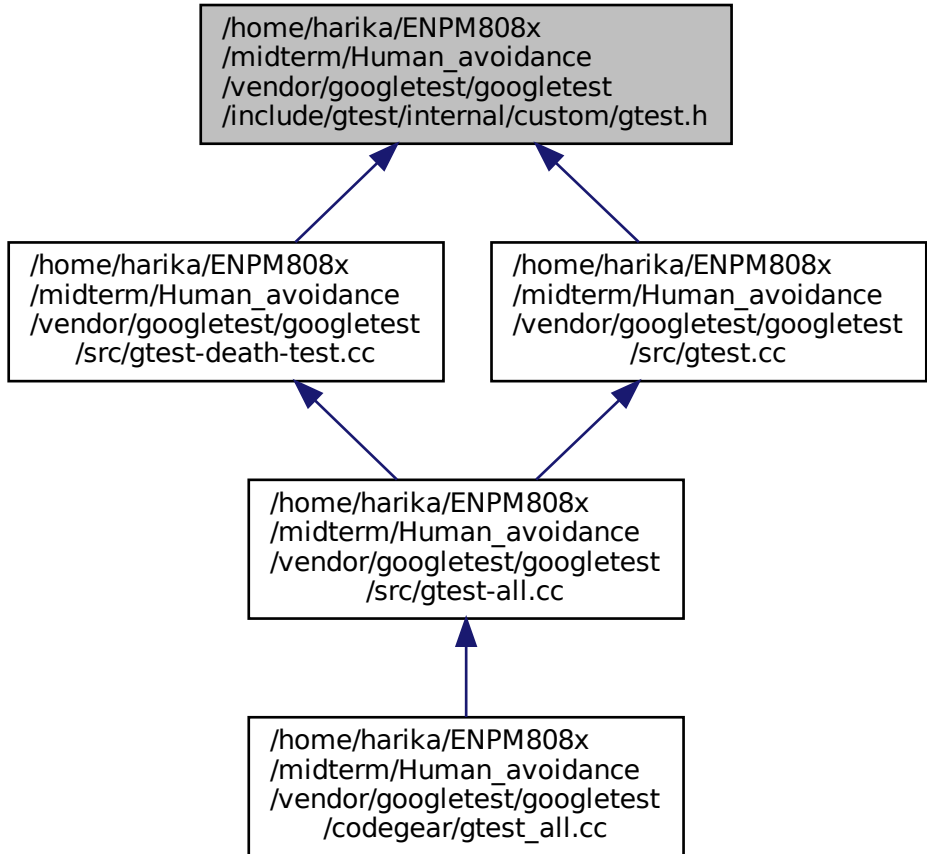 /home/harika/ENPM808x
/midterm/Human_avoidance
/vendor/googletest/googletest
/include/gtest/internal/custom/gtest.h
/home/harika/ENPM808x
/midterm/Human_avoidance
/vendor/googletest/googletest
/src/gtest-death-test.cc
/home/harika/ENPM808x
/midterm/Human_avoidance
/vendor/googletest/googletest
/src/gtest.cc
/home/harika/ENPM808x
/midterm/Human_avoidance
/vendor/googletest/googletest
/src/gtest-all.cc
/home/harika/ENPM808x
/midterm/Human_avoidance
/vendor/googletest/googletest
/codegear/gtest_all.cc